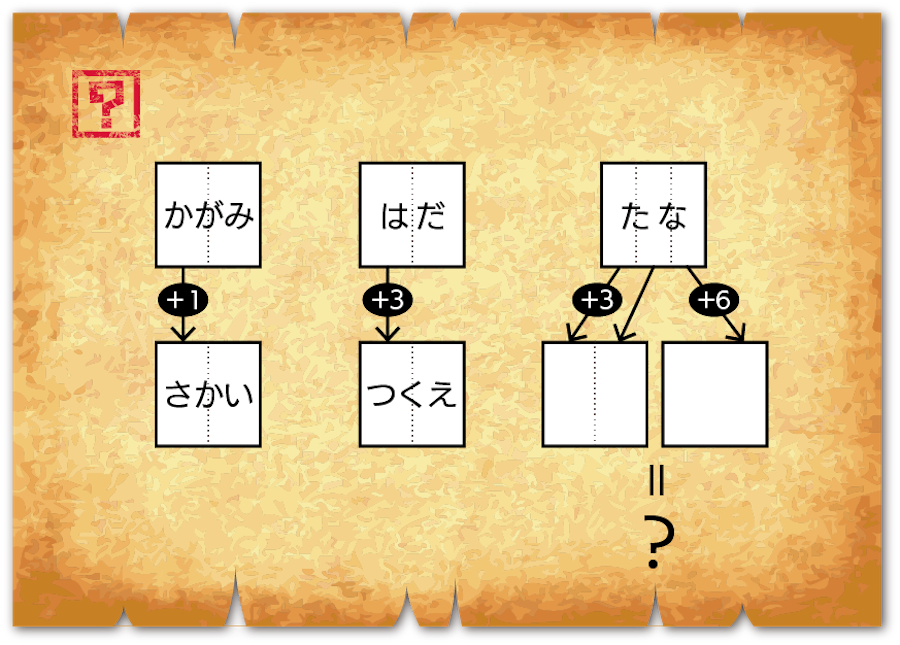 ?
かがみ
はだ
たな
+1
+3
+3
+6
さかい
つくえ
=
?